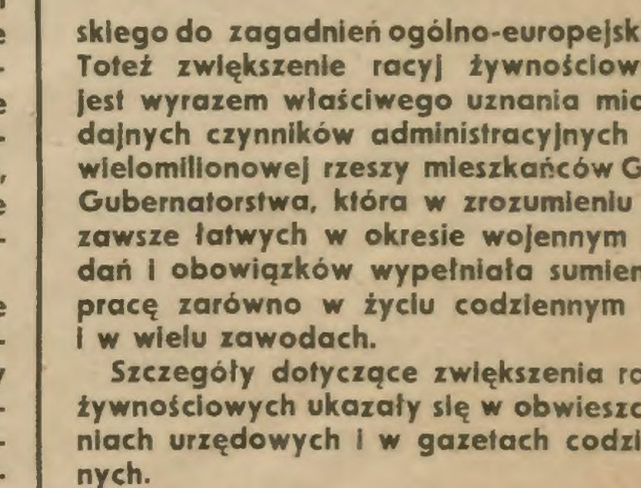 skiego do zagadnień ogólno-europejsk
Toteż zwiększenie racyj żywnościow
jest wyrazem właściwego uznania mia
dajnych czynników administracyjnych
wielomilionowej rzeszy mieszkańców G
Gubernatorstwa, która w zrozumieniu
zawsze łatwych w okresie wojennym
dań i obowiązków wypełniała sumien
pracę zarówno w życiu codziennym
i w wielu zawodach.
Szczegóły dotyczące zwiększenia ra
żywnościowych ukazały się w obwieszc
niach urzędowych i w gazetach codzi
nych.